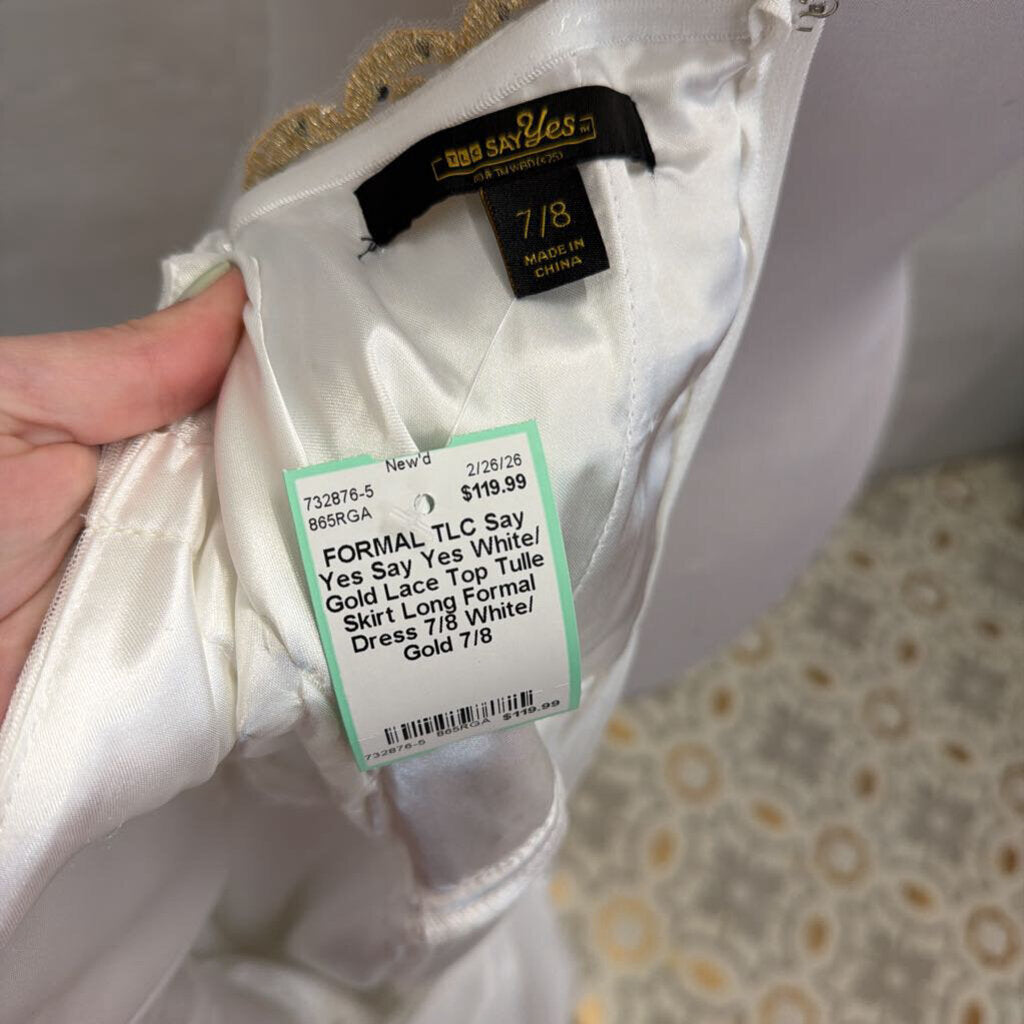 TLC SAY Yes TM
7/8
MADE IN
CHINA
New'd
732876-5 2/26/26
865RGA $119.99
FORMAL TLC Say
Yes Say Yes White/
Gold Lace Top Tulle
Skirt Long Formal
Dress 7/8 White/
Gold 7/8
732876-5 865RGA $119.99